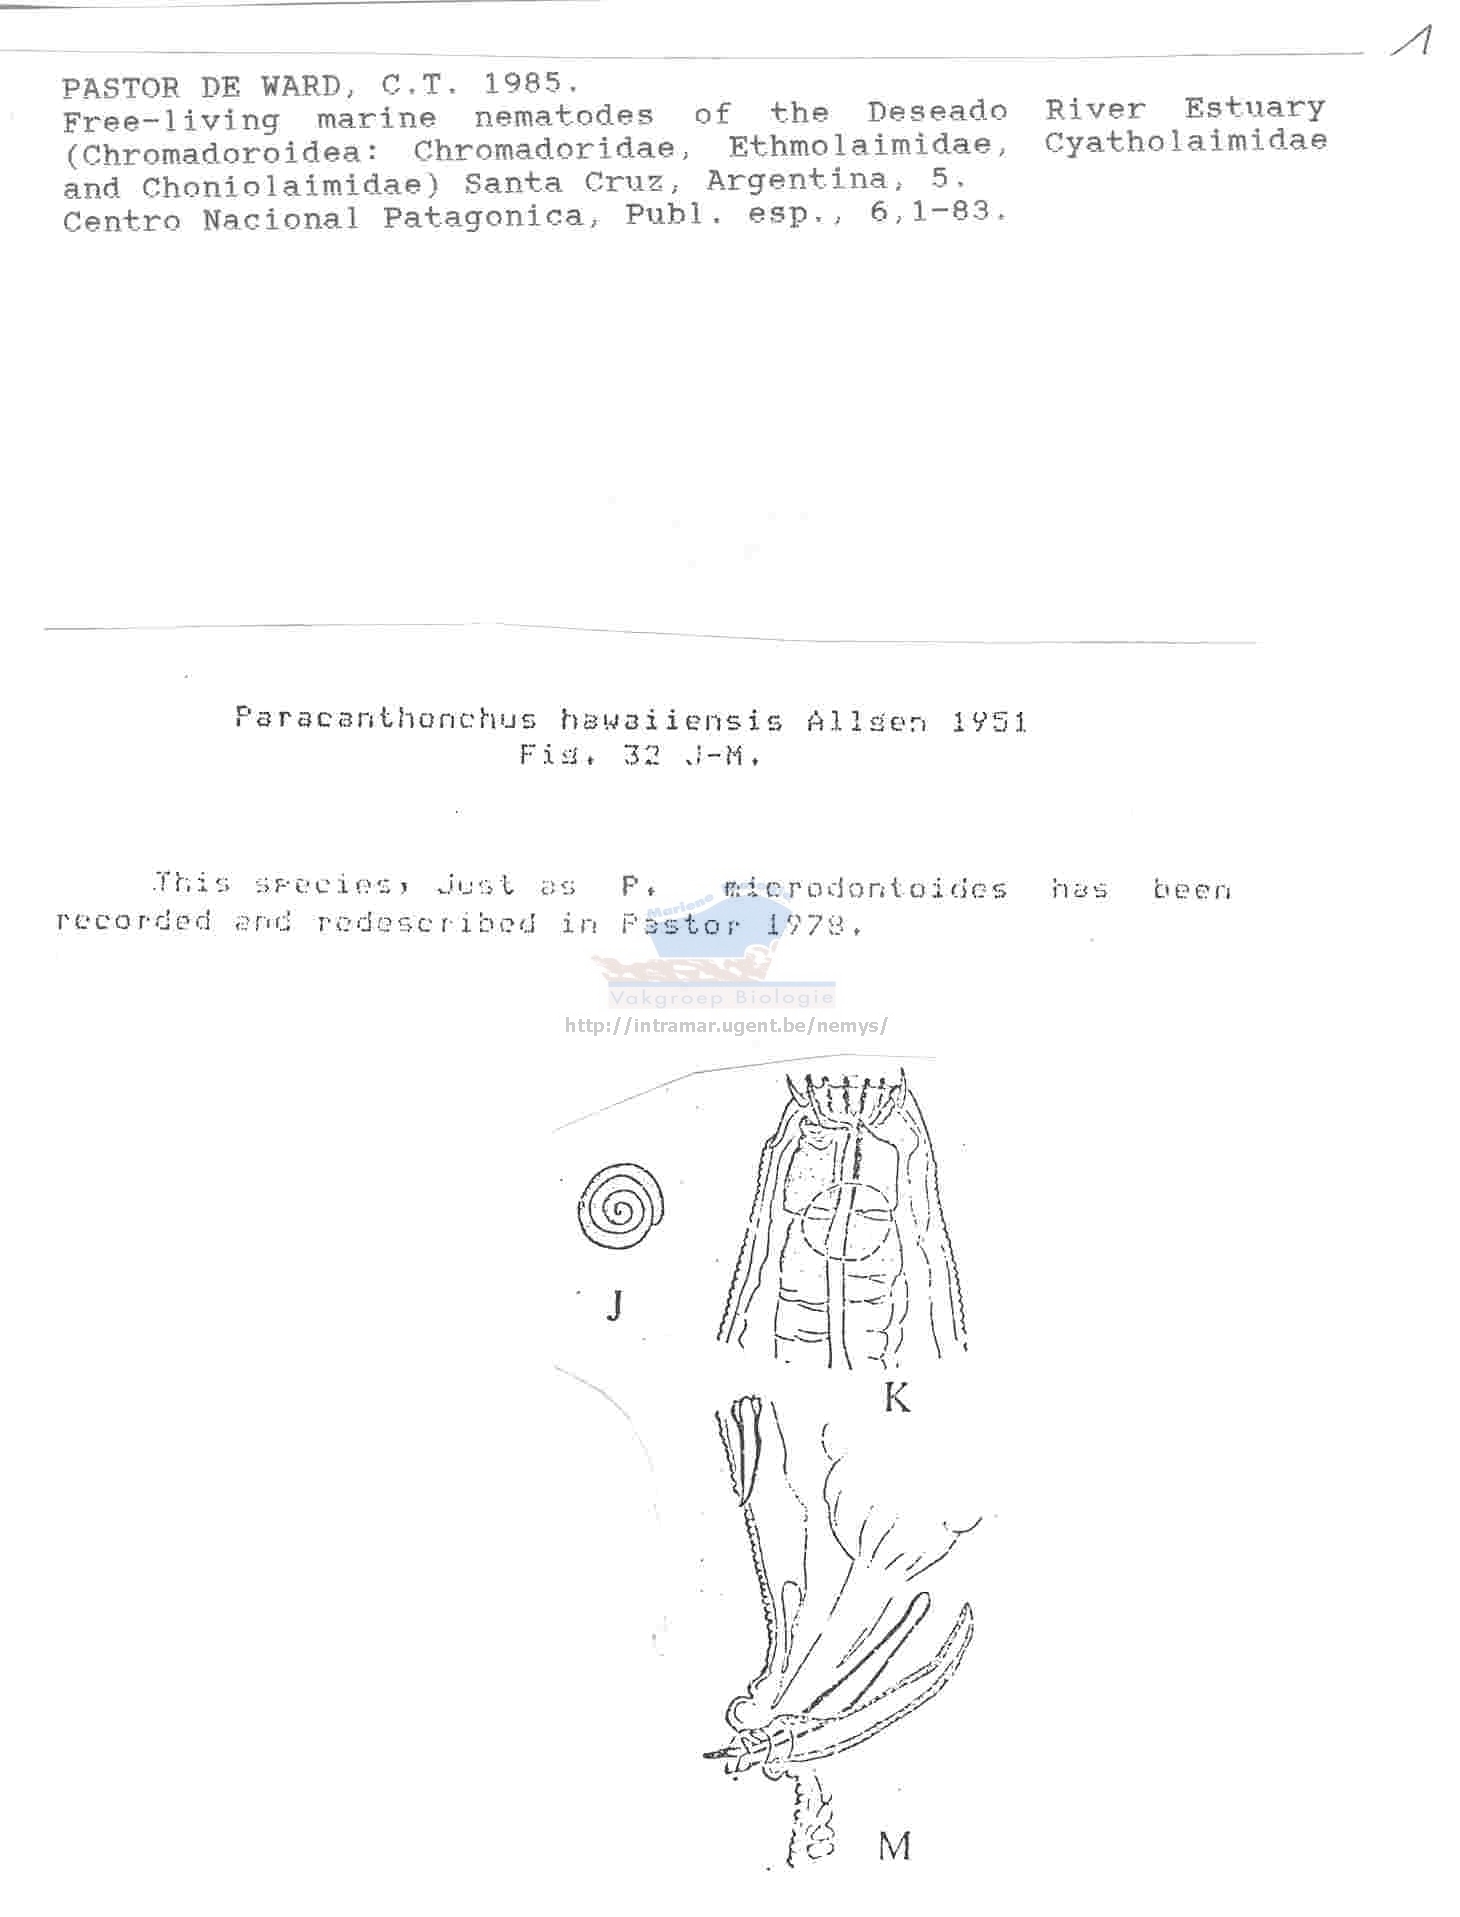 1
PASTOR DE WARD, C.T. 1985.
Free-living marine nematodes of the Deseado River Estuary
(Chromadoroidea: Chromadoridae, Ethmolaimidae, Cyatholaimidae
and Choniolaimidae) Santa Cruz, Argentina, 5.
Centro Nacional Patagonica, Publ. esp., 6,1-83.
Paracanthonchus hawaiiensis Allgen 1951
Fig. 32 J-M.
This species, just as P. microdontoides has been
recorded and redescribed in Pastor 1978.
Mariene
Vakgroep Biologie
http://intramar.ugent.be/nemys/
J
K
M